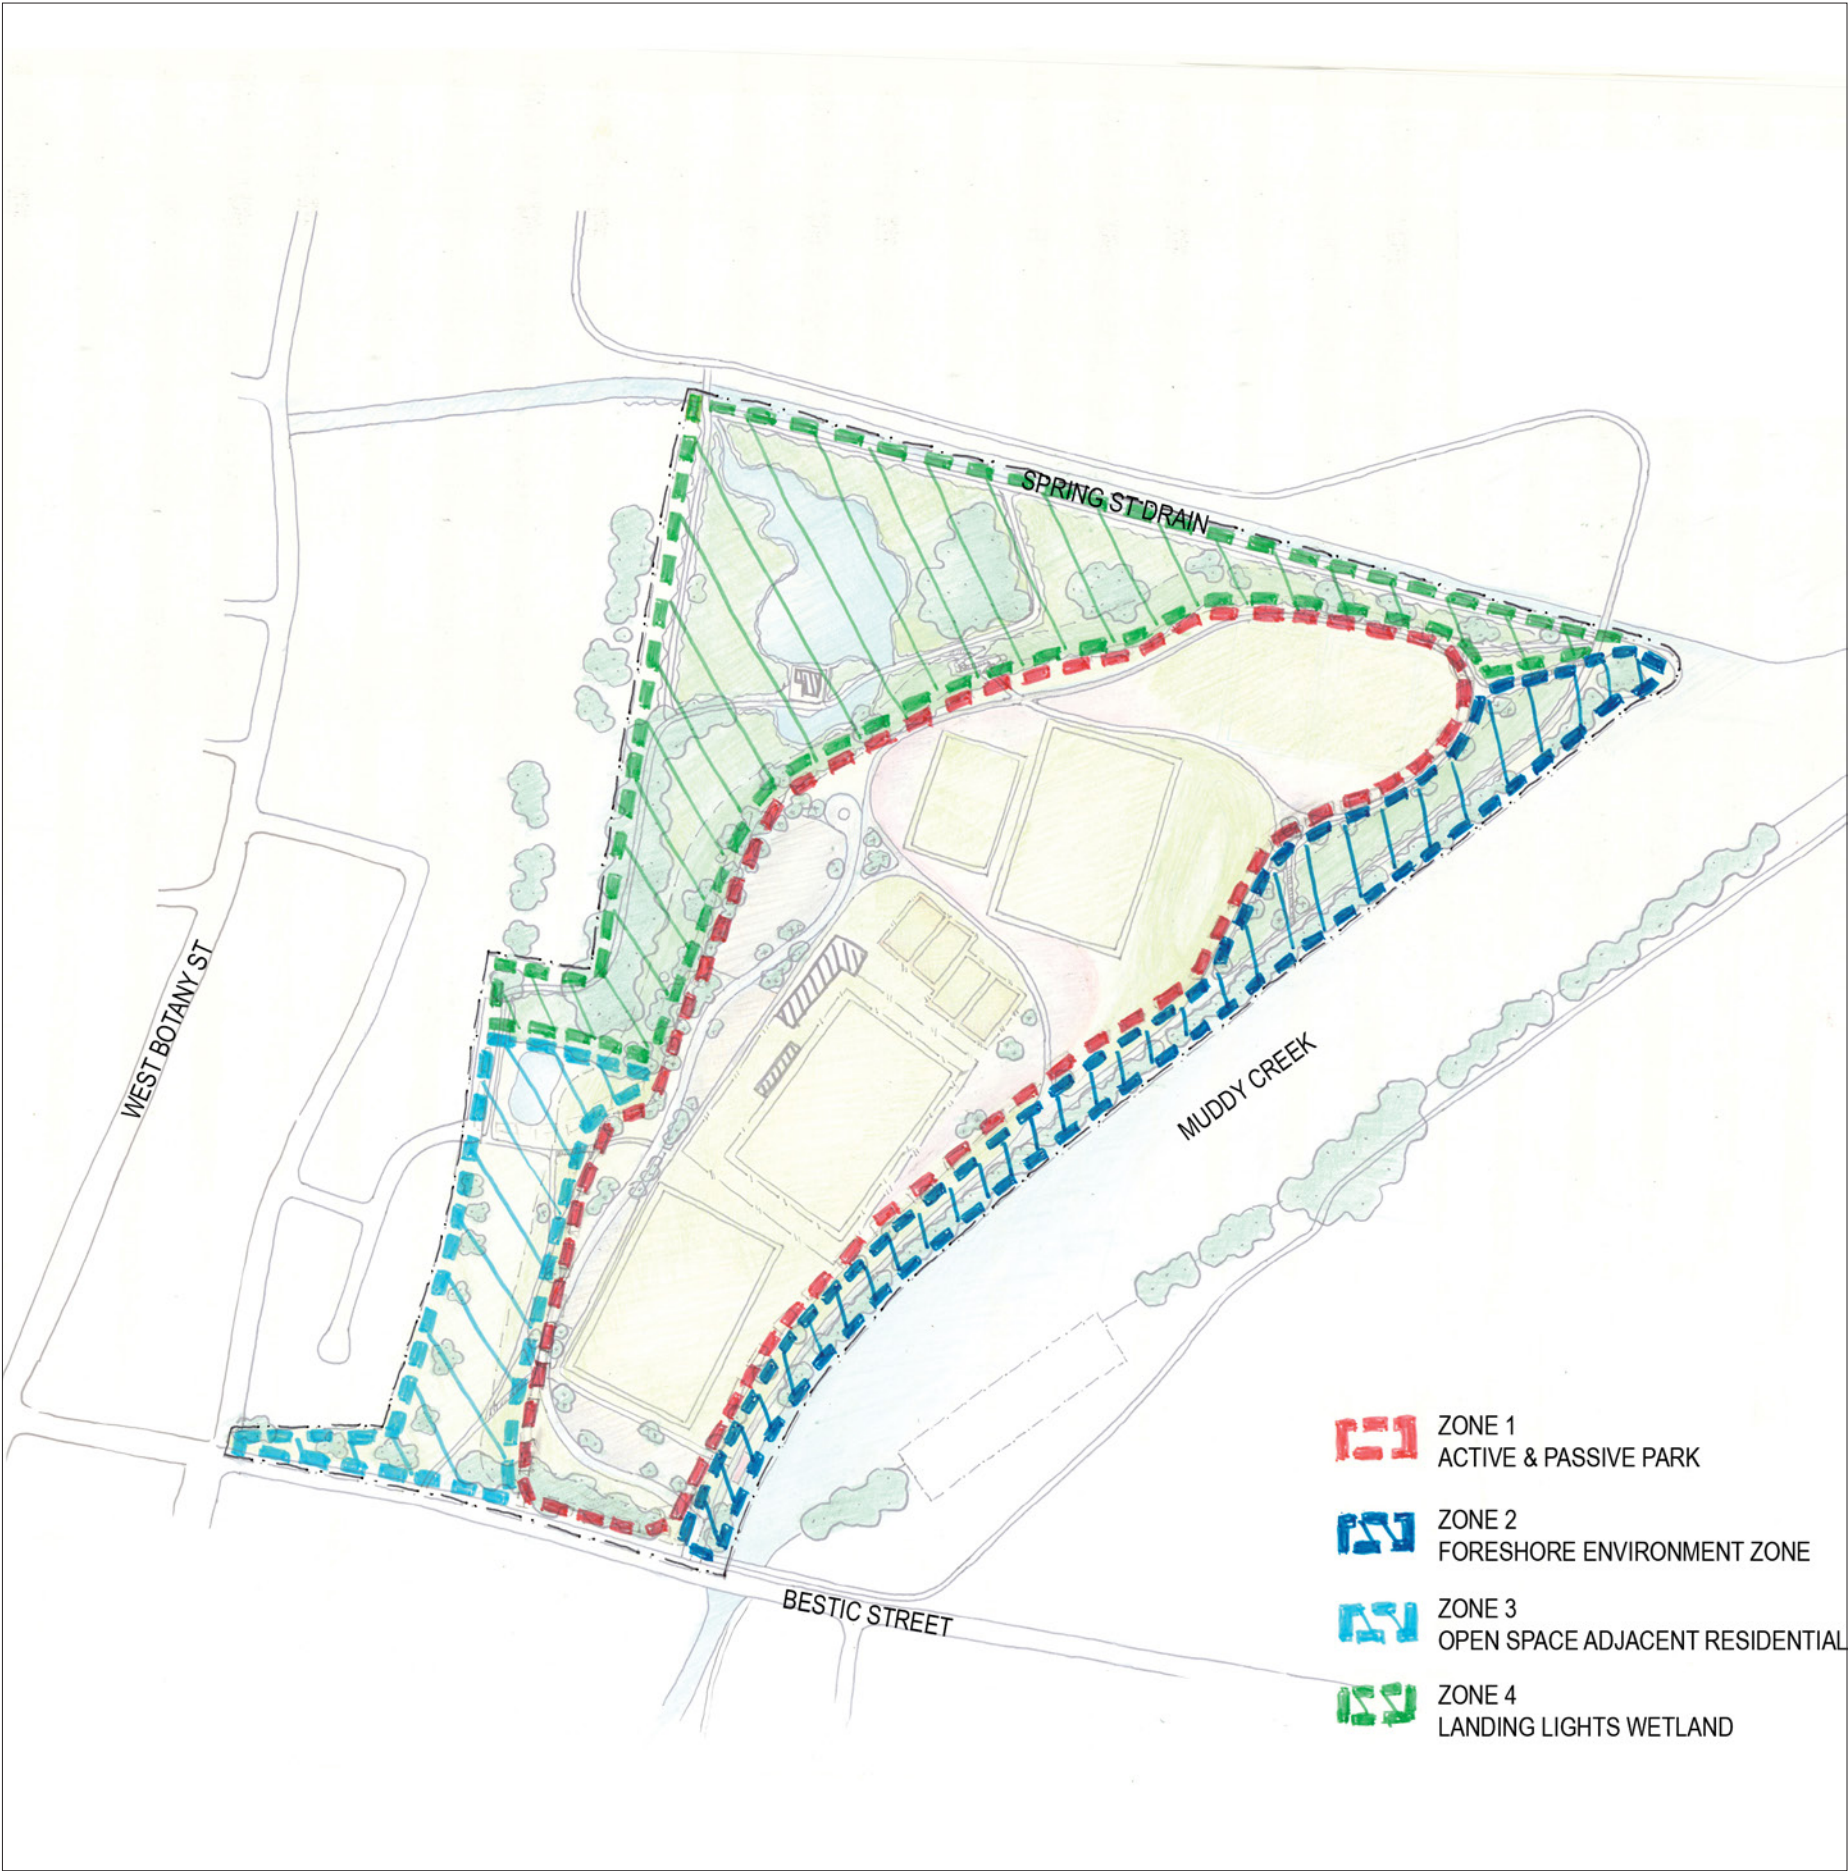 SPRING ST DRAIN
WEST BOTANY ST
MUDDY CREEK
BESTIC STREET
ZONE 1
ACTIVE & PASSIVE PARK
ZONE 2
FORESHORE ENVIRONMENT ZONE
ZONE 3
OPEN SPACE ADJACENT RESIDENTIAL
ZONE 4
LANDING LIGHTS WETLAND